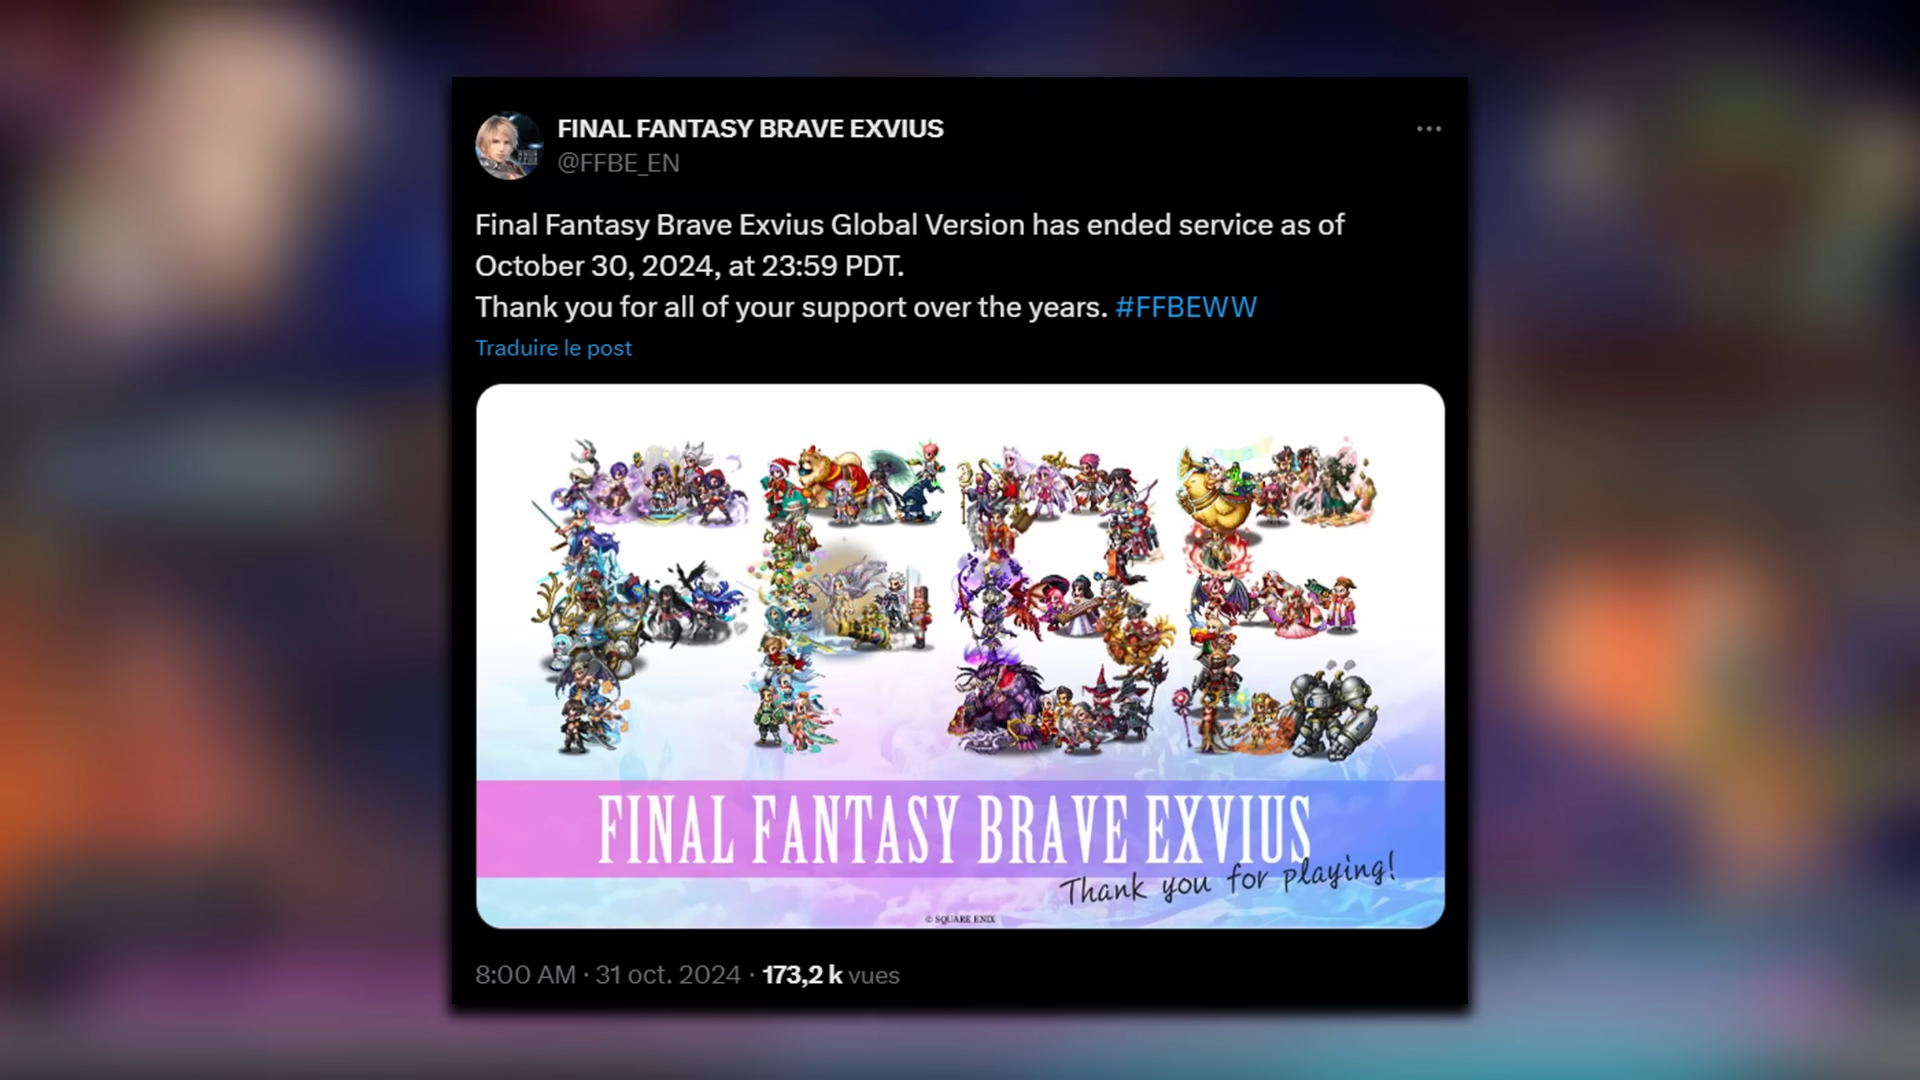 FINAL FANTASY BRAVE EXVIUS
@FFBE_EN
Final Fantasy Brave Exvius Global Version has ended service as of
October 30, 2024, at 23:59 PDT.
Thank you for all of your support over the years. #FFBEWW
Traduire le post
FFBE
FINAL FANTASY BRAVE EXVIUS
Thank you for playing!
© SQUARE ENIX
8:00 AM · 31 oct. 2024 · 173,2 k vues